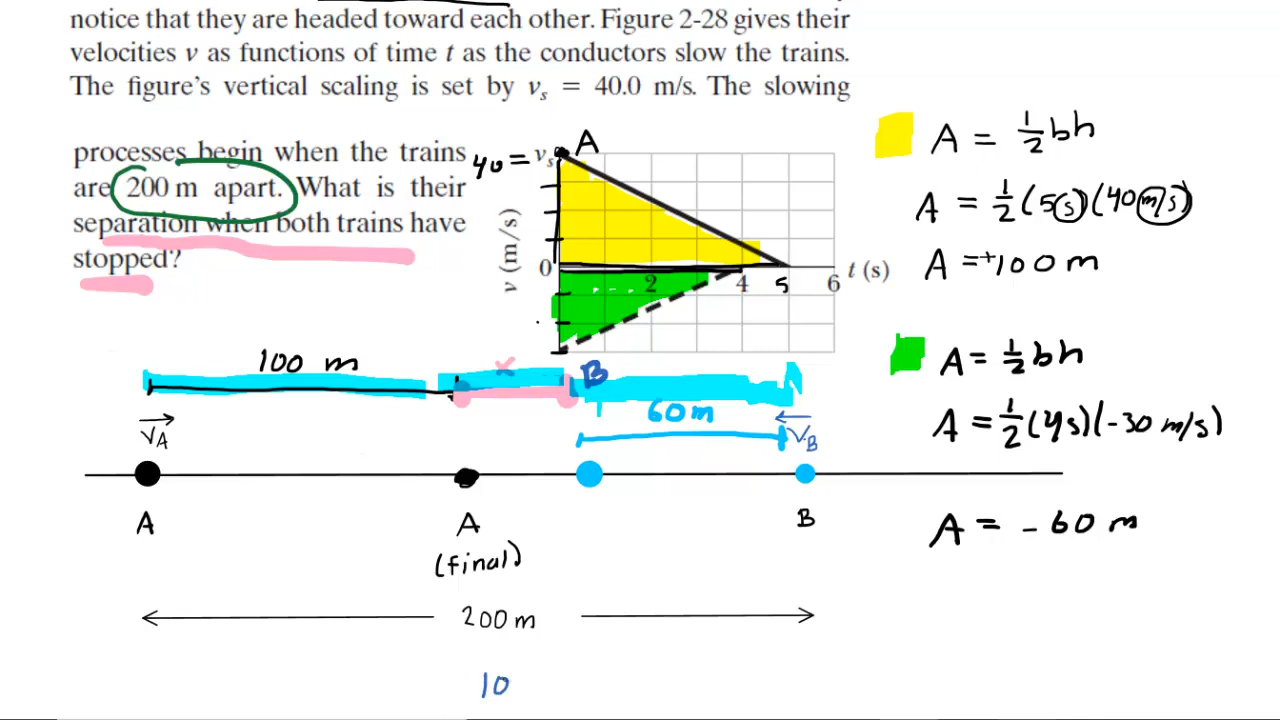 notice that they are headed toward each other. Figure 2-28 gives their
velocities v as functions of time t as the conductors slow the trains.
The figure's vertical scaling is set by vs = 40.0 m/s. The slowing
processes begin when the trains
are 200 m apart. What is their
separation when both trains have
stopped?
A
40 = vs
v (m/s)
0
2
4
5
6
t (s)
B
A = ½bh
A = ½(5s)(40m/s)
A = +100m
A = ½bh
A = ½(4s)(-30 m/s)
A = -60 m
100 m
x
60m
VA
VB
A
A
B
(final)
200m
10